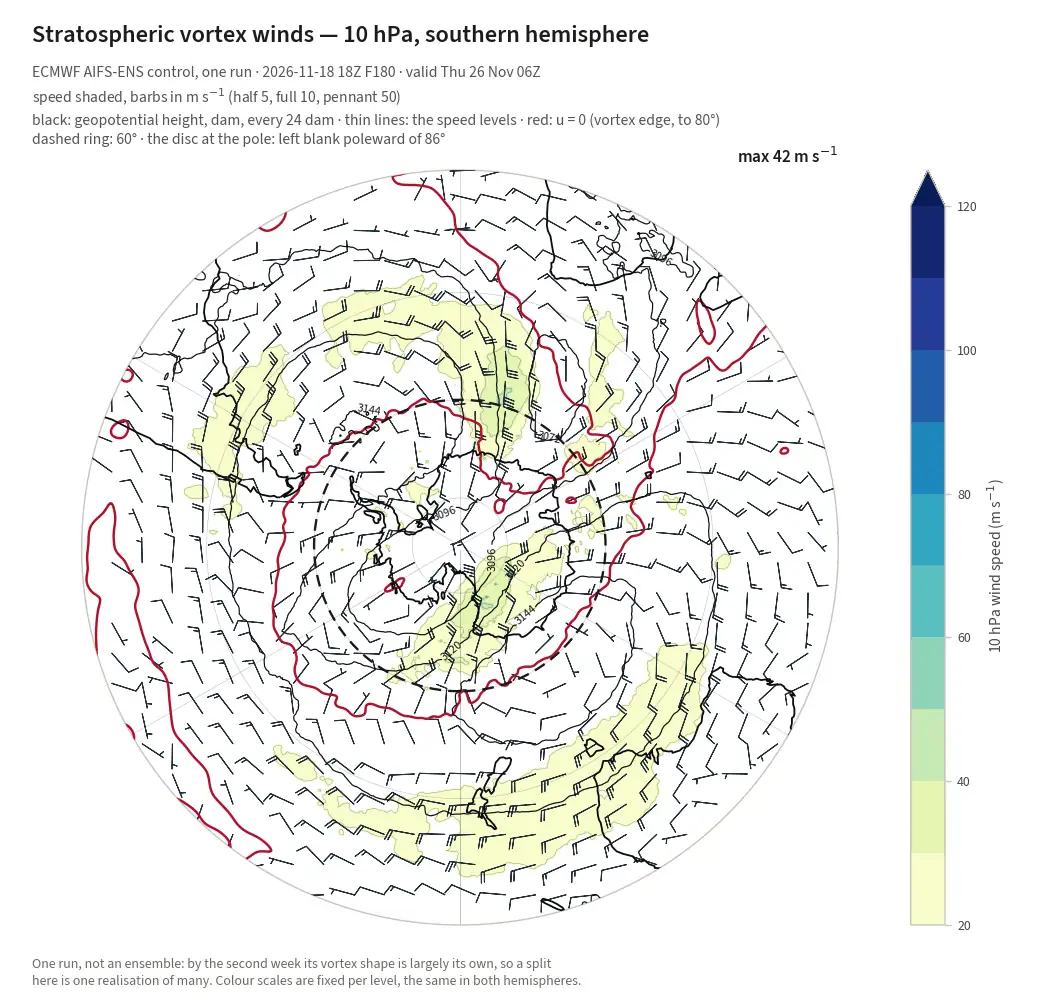 Stratospheric vortex winds — 10 hPa, southern hemisphere
ECMWF AIFS-ENS control, one run · 2026-11-18 18Z F180 · valid Thu 26 Nov 06Z
speed shaded, barbs in m s⁻¹ (half 5, full 10, pennant 50)
black: geopotential height, dam, every 24 dam · thin lines: the speed levels · red: u = 0 (vortex edge, to 80°)
dashed ring: 60° · the disc at the pole: left blank poleward of 86°
max 42 m s⁻¹
120
100
80
60
40
20
10 hPa wind speed (m s⁻¹)
3096
3144
3072
3096
3096
3120
3144
3120
One run, not an ensemble: by the second week its vortex shape is largely its own, so a split
here is one realisation of many. Colour scales are fixed per level, the same in both hemispheres.